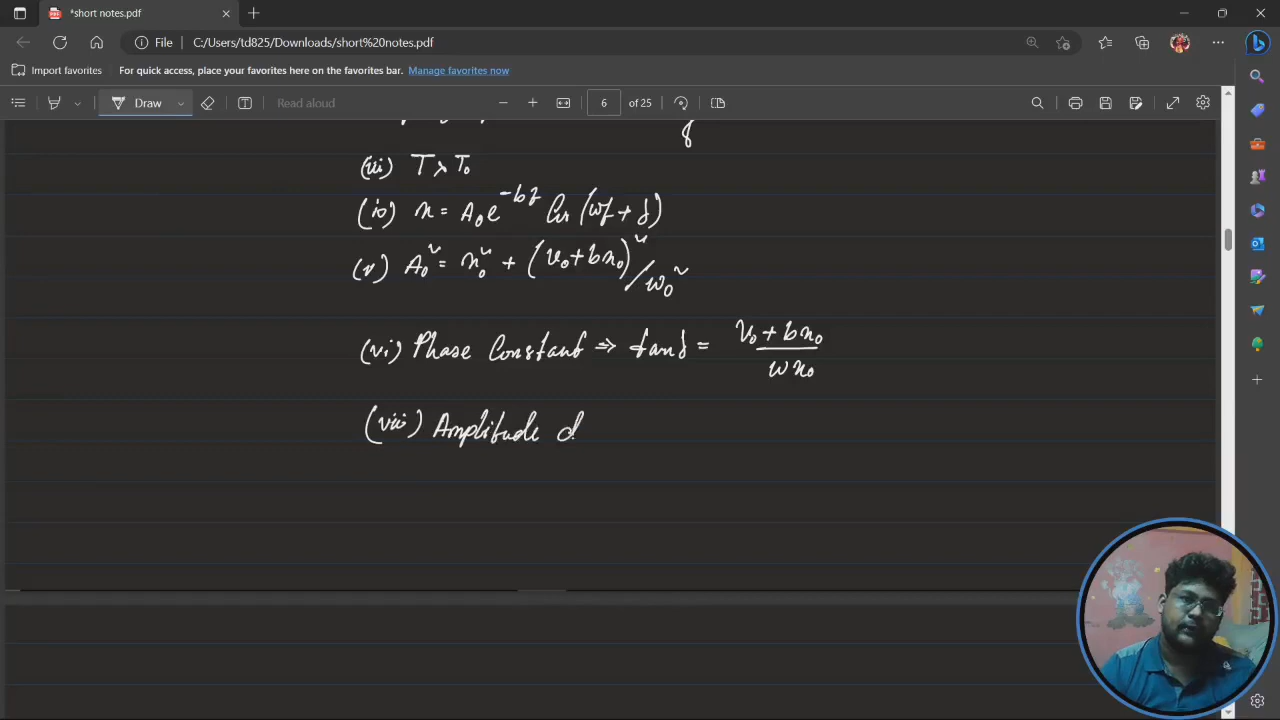 *short notes.pdf
File C:/Users/td825/Downloads/short%20notes.pdf
Import favorites For quick access, place your favorites here on the favorites bar. Manage favorites now
Draw Read aloud 6 of 25
(iii) T > T₀
(iv) x = A₀e^-bt Cos (ωt + δ)
(v) A₀² = x₀² + (v₀+bx₀)²/ω₀²
(vi) Phase Constant ⇒ tanδ = v₀+bx₀/ωx₀
(vii) Amplitude d